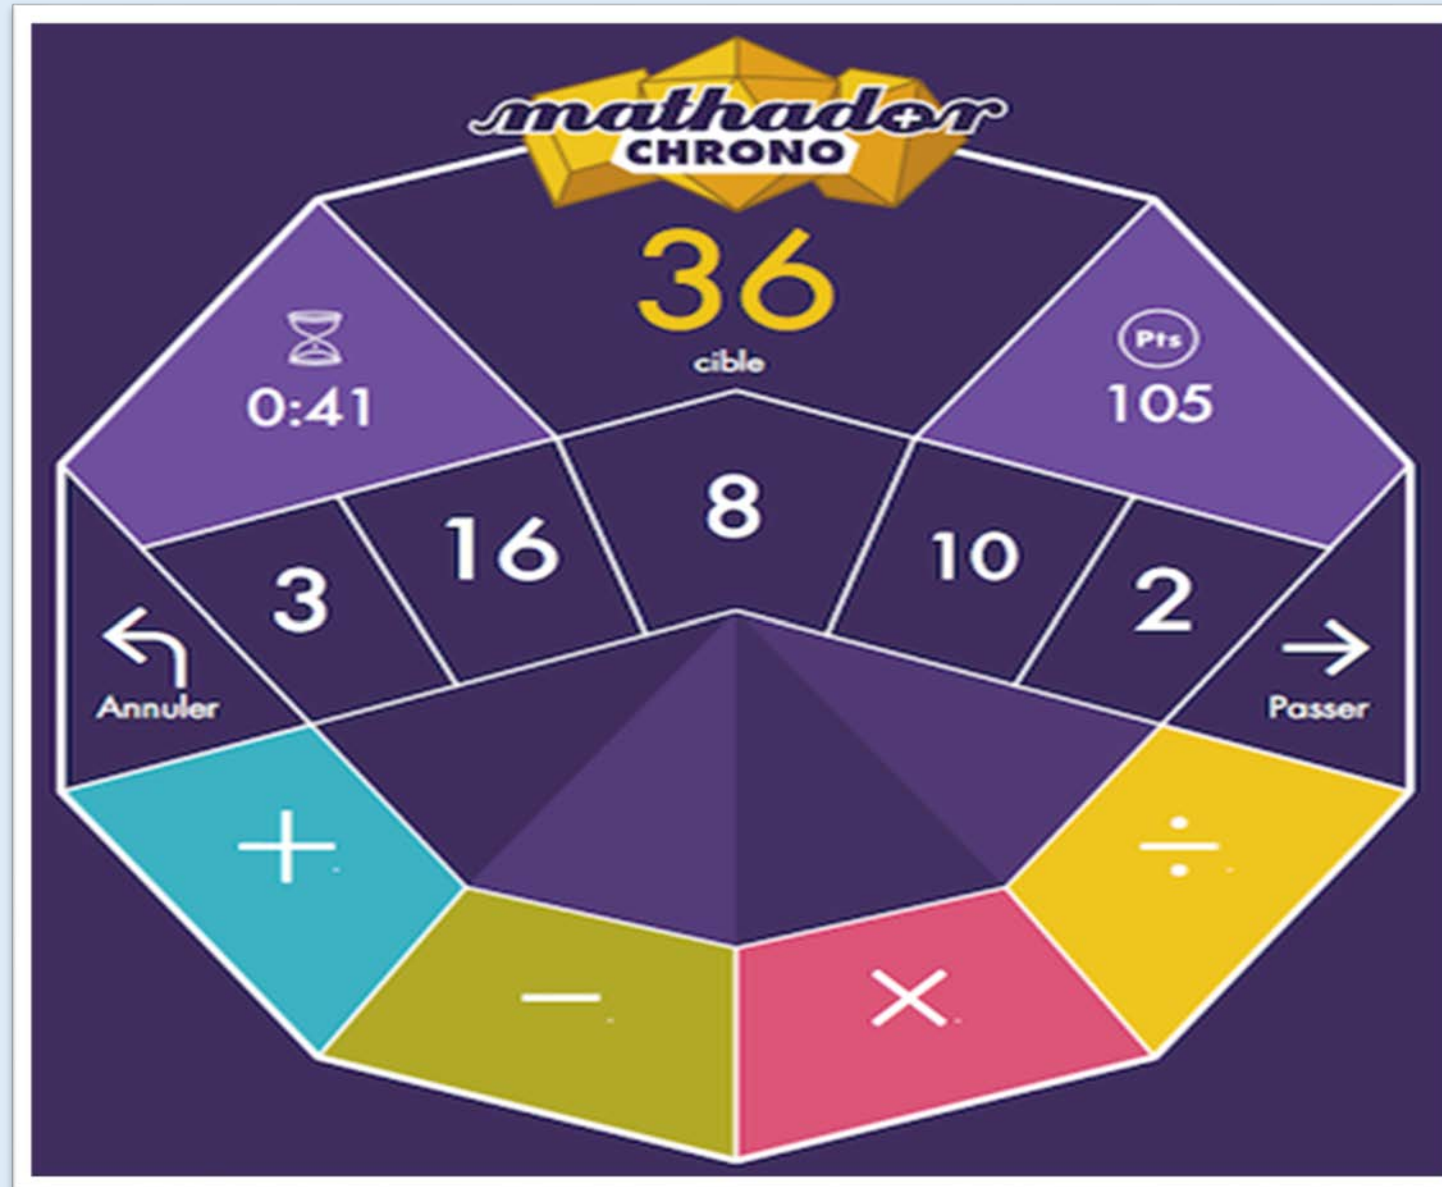 mathador
CHRONO
36
cible
Pts
0:41
105
8
16
10
3
2
Annuler
Passer
+
÷
−
×